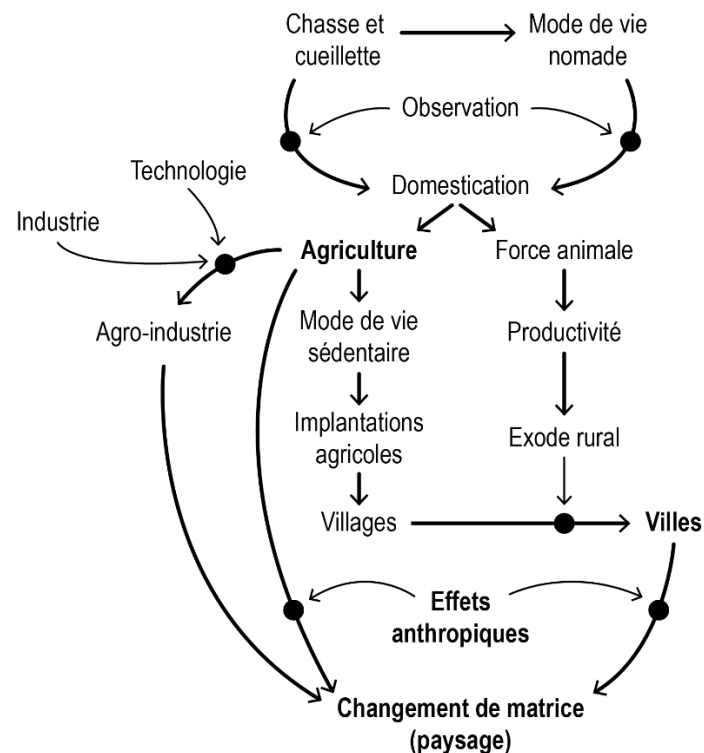 Chasse et
cueillette
Mode de vie
nomade
Observation
Technologie
Domestication
Industrie
Agriculture
Force animale
Agro-industrie
Mode de vie
sédentaire
Productivité
Implantations
agricoles
Exode rural
Villages
Villes
Effets
anthropiques
Changement de matrice
(paysage)